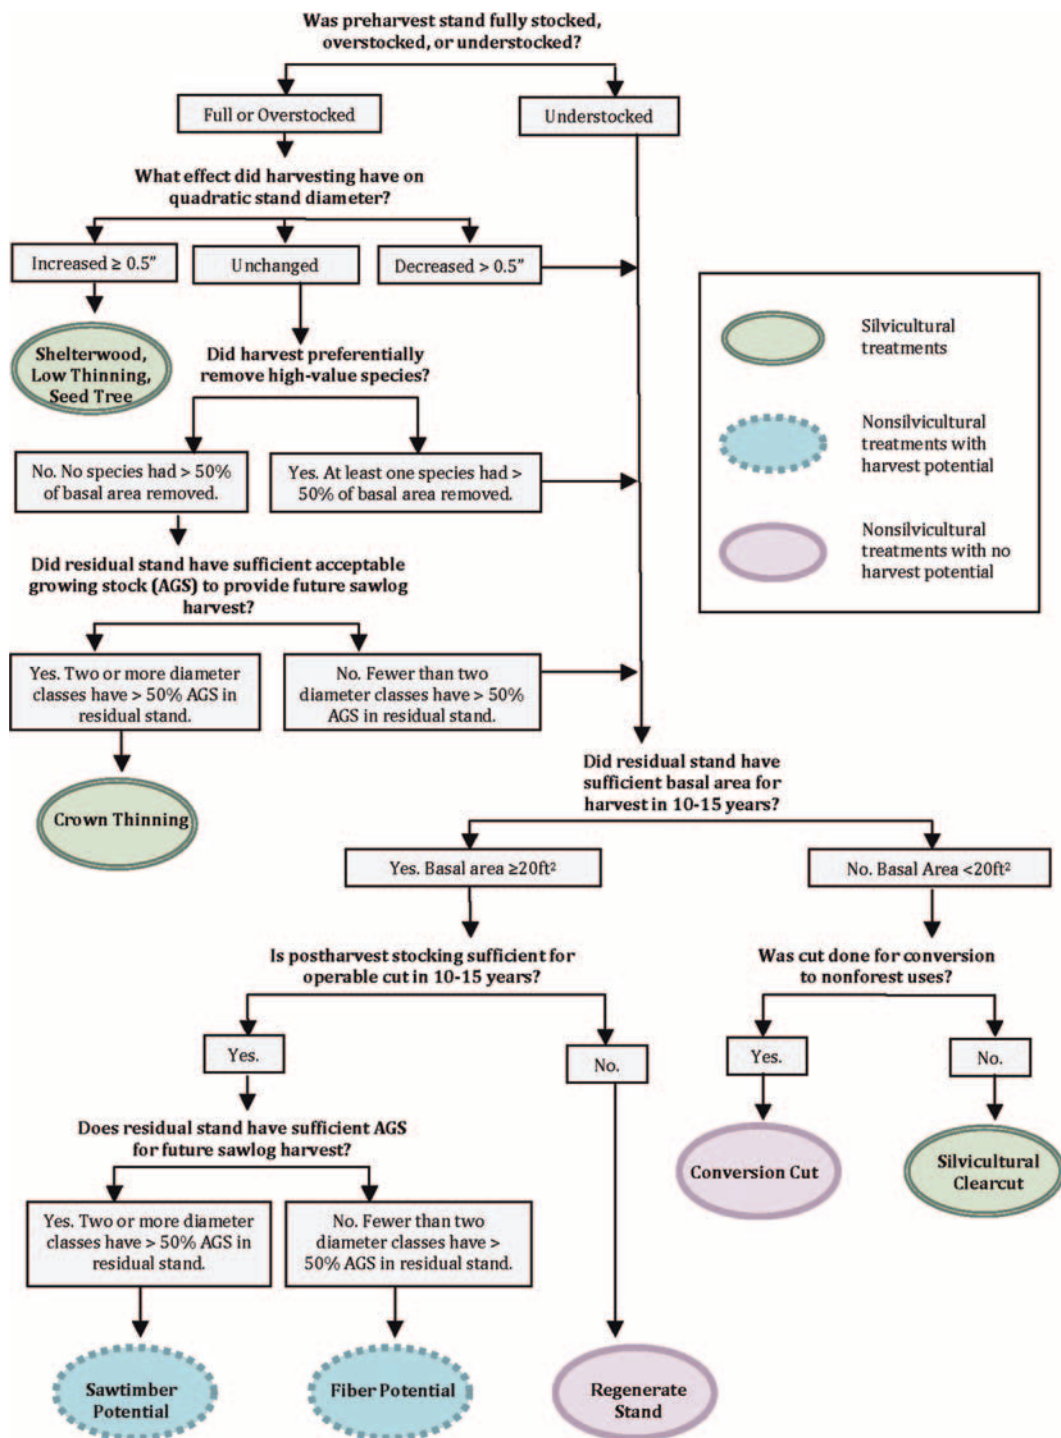 Was preharvest stand fully stocked,
overstocked, or understocked?
Full or Overstocked
Understocked
What effect did harvesting have on
quadratic stand diameter?
Increased ≥ 0.5”
Unchanged
Decreased > 0.5”
Shelterwood,
Low Thinning,
Seed Tree
Did harvest preferentially
remove high-value species?
Silvicultural
treatments
Nonsilvicultural
treatments with
harvest potential
Nonsilvicultural
treatments with no
harvest potential
No. No species had > 50%
of basal area removed.
Yes. At least one species had >
50% of basal area removed.
Did residual stand have sufficient acceptable
growing stock (AGS) to provide future sawlog
harvest?
Yes. Two or more diameter
classes have > 50% AGS in
residual stand.
No. Fewer than two
diameter classes have > 50%
AGS in residual stand.
Crown Thinning
Did residual stand have
sufficient basal area for
harvest in 10-15 years?
Yes. Basal area ≥20ft²
No. Basal Area <20ft²
Is postharvest stocking sufficient for
operable cut in 10-15 years?
Was cut done for conversion
to nonforest uses?
Yes.
No.
Yes.
No.
Does residual stand have sufficient AGS
for future sawlog harvest?
Conversion Cut
Silvicultural
Clearcut
Yes. Two or more diameter
classes have > 50% AGS in
residual stand.
No. Fewer than two
diameter classes have >
50% AGS in residual stand.
Sawtimber
Potential
Fiber Potential
Regenerate
Stand